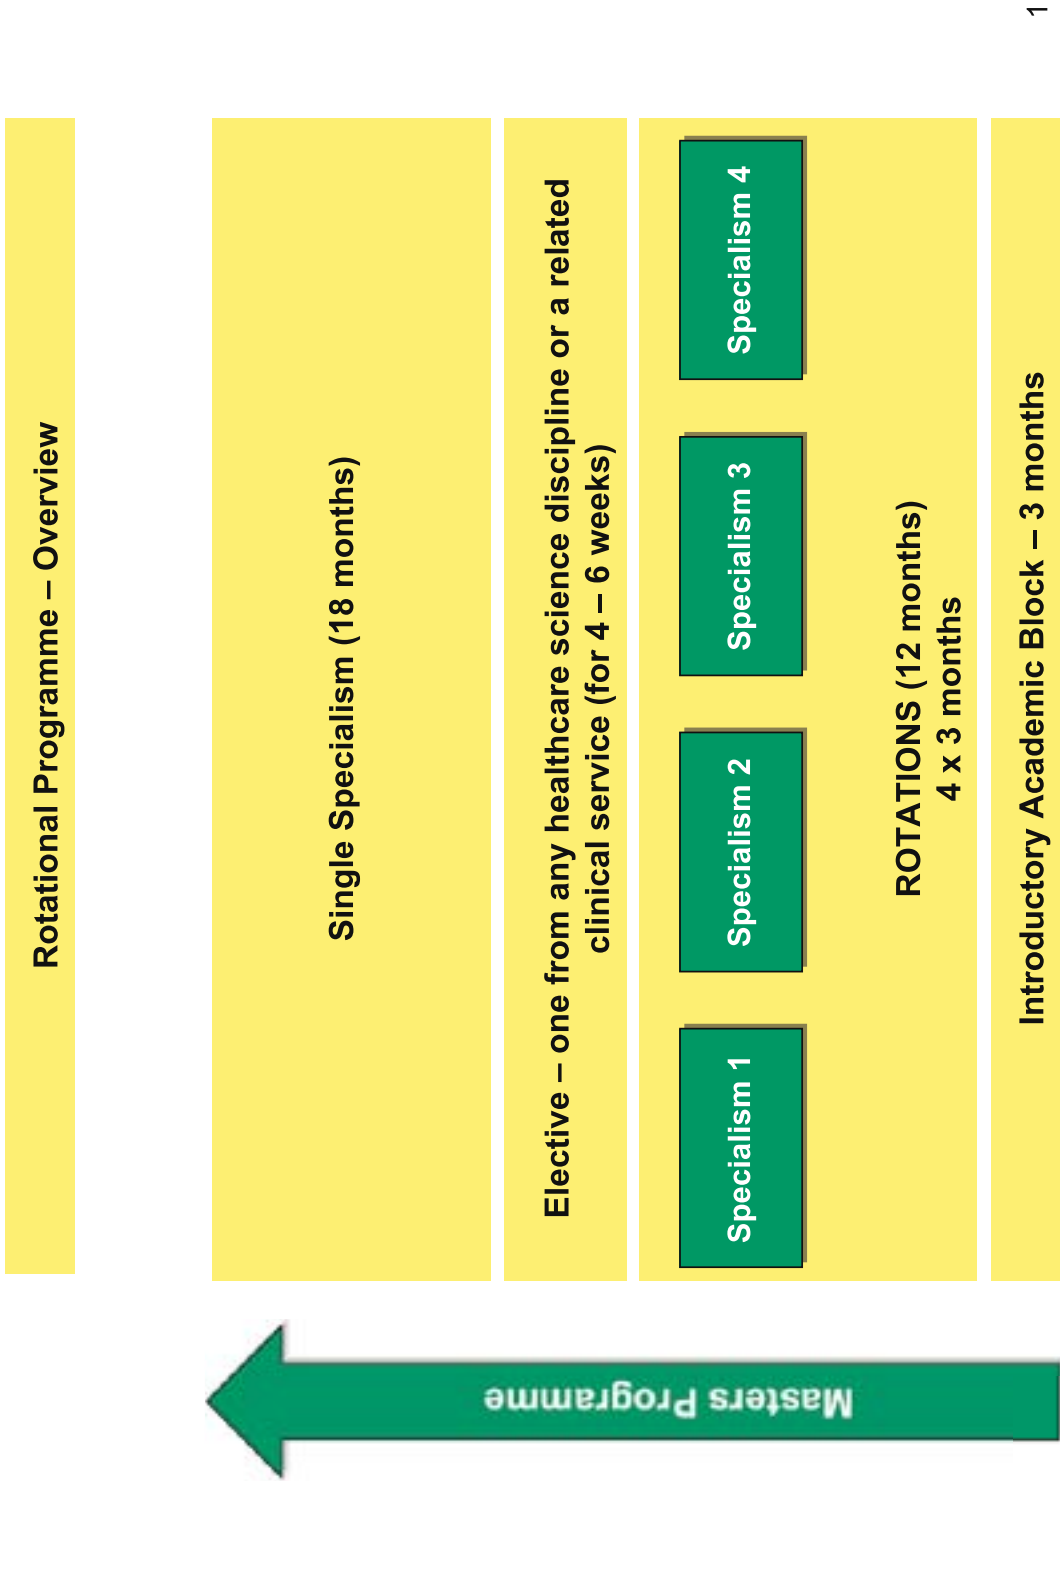 Rotational Programme – Overview
Single Specialism (18 months)
Elective – one from any healthcare science discipline or a related
clinical service (for 4 – 6 weeks)
Specialism 1
Specialism 2
Specialism 3
Specialism 4
ROTATIONS (12 months)
4 x 3 months
Introductory Academic Block – 3 months
Masters Programme
1